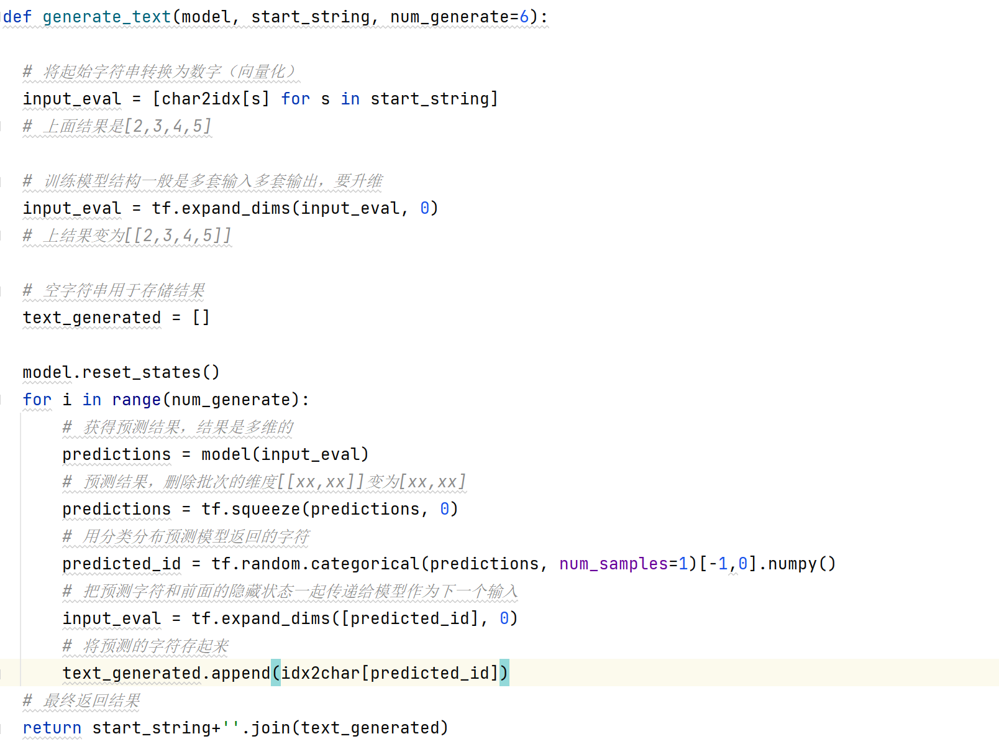 def generate_text(model, start_string, num_generate=6):
# 将起始字符串转换为数字（向量化）
input_eval = [char2idx[s] for s in start_string]
# 上面结果是[2,3,4,5]
# 训练模型结构一般是多套输入多套输出，要升维
input_eval = tf.expand_dims(input_eval, 0)
# 上结果变为[[2,3,4,5]]
# 空字符串用于存储结果
text_generated = []
model.reset_states()
for i in range(num_generate):
# 获得预测结果，结果是多维的
predictions = model(input_eval)
# 预测结果，删除批次的维度[[xx,xx]]变为[xx,xx]
predictions = tf.squeeze(predictions, 0)
# 用分类分布预测模型返回的字符
predicted_id = tf.random.categorical(predictions, num_samples=1)[-1,0].numpy()
# 把预测字符和前面的隐藏状态一起传递给模型作为下一个输入
input_eval = tf.expand_dims([predicted_id], 0)
# 将预测的字符存起来
text_generated.append(idx2char[predicted_id])
# 最终返回结果
return start_string+''.join(text_generated)